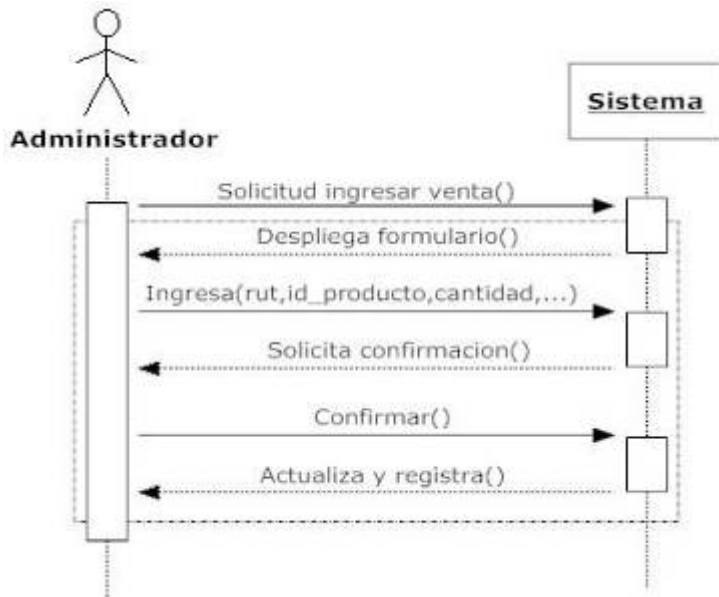 Administrador
Sistema
Solicitud ingresar venta()
Despliega formulario()
Ingresa(rut,id_producto,cantidad,...)
Solicita confirmacion()
Confirmar()
Actualiza y registra()